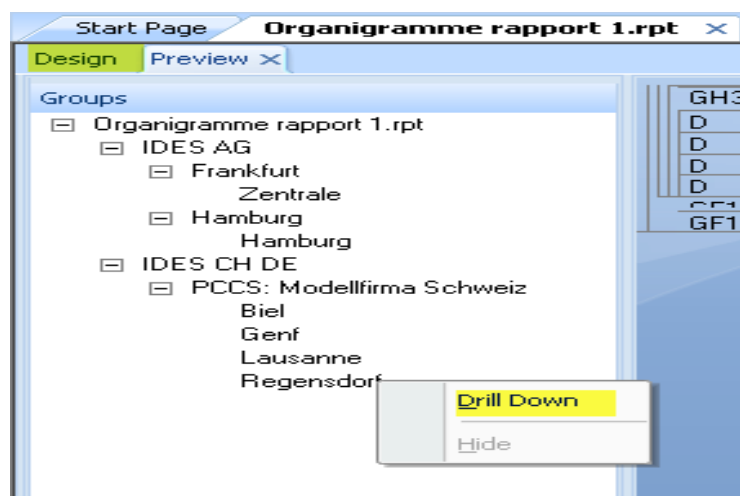 Start Page Organigramme rapport 1.rpt
Design Preview
Groups
Organigramme rapport 1.rpt
IDES AG
Frankfurt
Zentrale
Hamburg
Hamburg
IDES CH DE
PCCS: Modellfirma Schweiz
Biel
Genf
Lausanne
Regensdorf
Drill Down
Hide
GH3
D
D
D
D
GF1